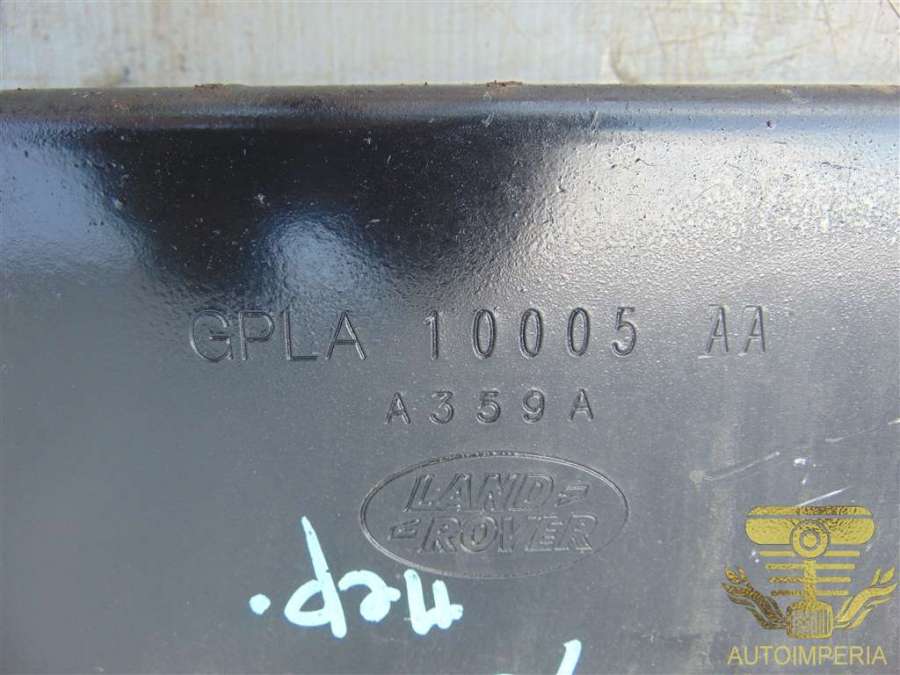 GPLA 10005 AA
A359A
LAND
ROVER
пер.
AUTOIMPERIA